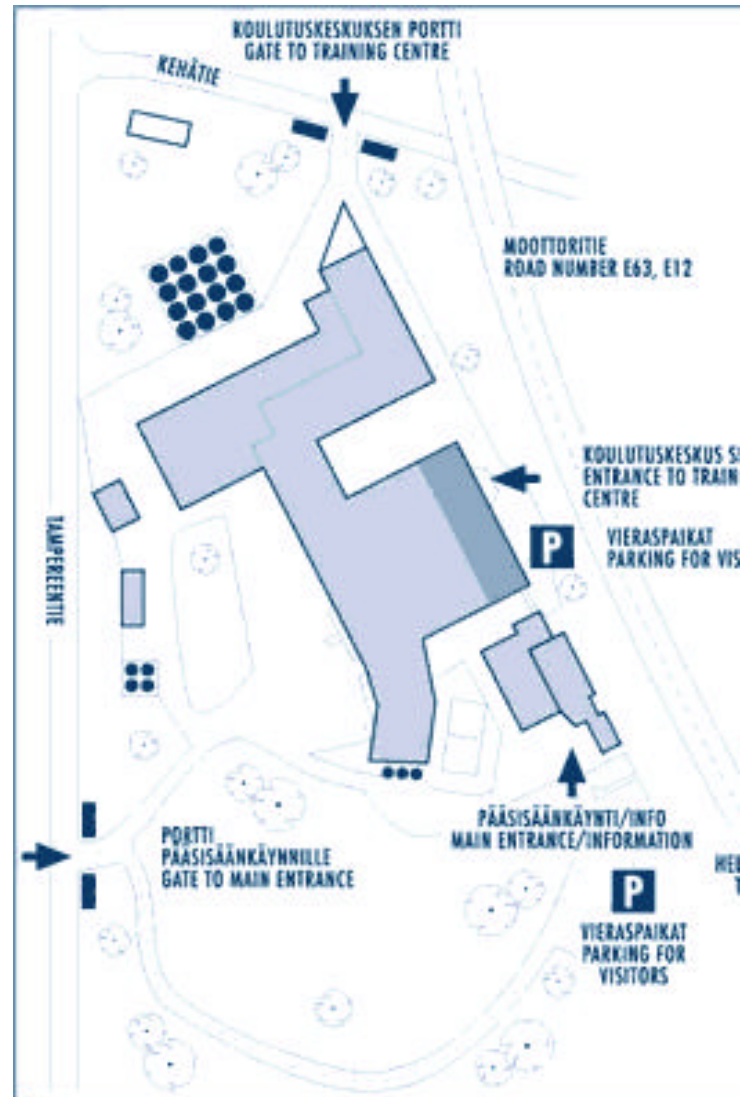 KOULUTUSKESKUKSEN PORTTI
GATE TO TRAINING CENTRE
KEHÄTIE
MOOTTORITIE
ROAD NUMBER E63, E12
KOULUTUSKESKUS
ENTRANCE TO
CENTRE
P
VIERASPAIKAT
PARKING FOR
TAMPEREENTIE
PÄÄSISÄÄNKÄYNTI/INFO
MAIN ENTRANCE/INFORMATION
PORTTI
PÄÄSISÄÄNKÄYNNILLE
GATE TO MAIN ENTRANCE
P
VIERASPAIKAT
PARKING FOR
VISITORS